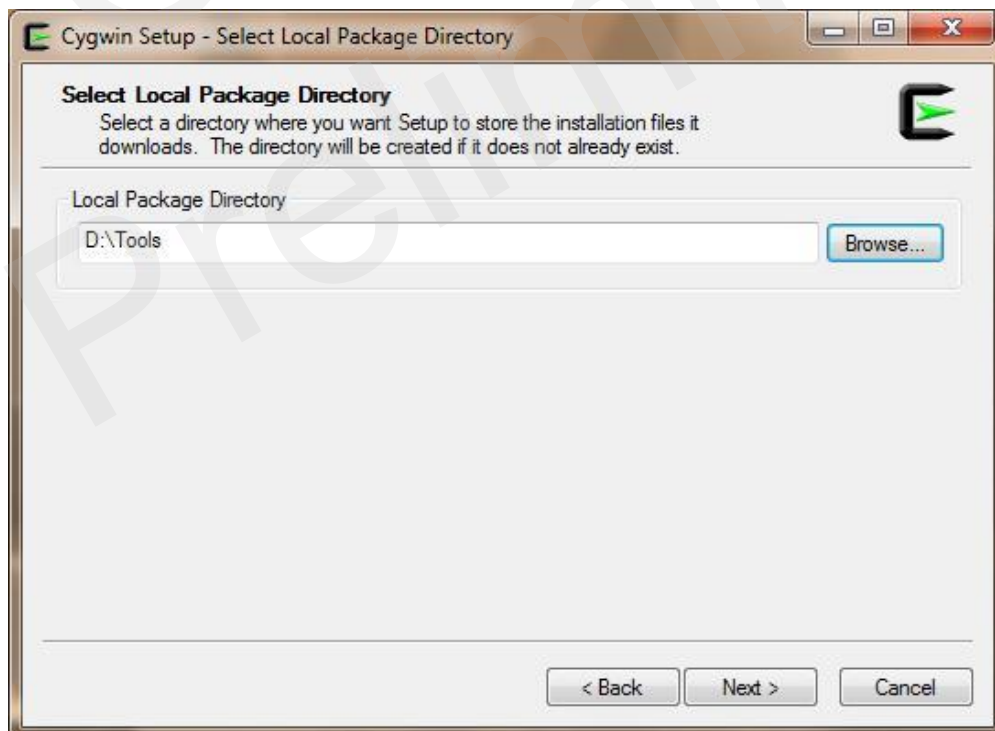 Cygwin Setup - Select Local Package Directory
Select Local Package Directory
Select a directory where you want Setup to store the installation files it
downloads. The directory will be created if it does not already exist.
Local Package Directory
D:\Tools
Browse...
< Back
Next >
Cancel